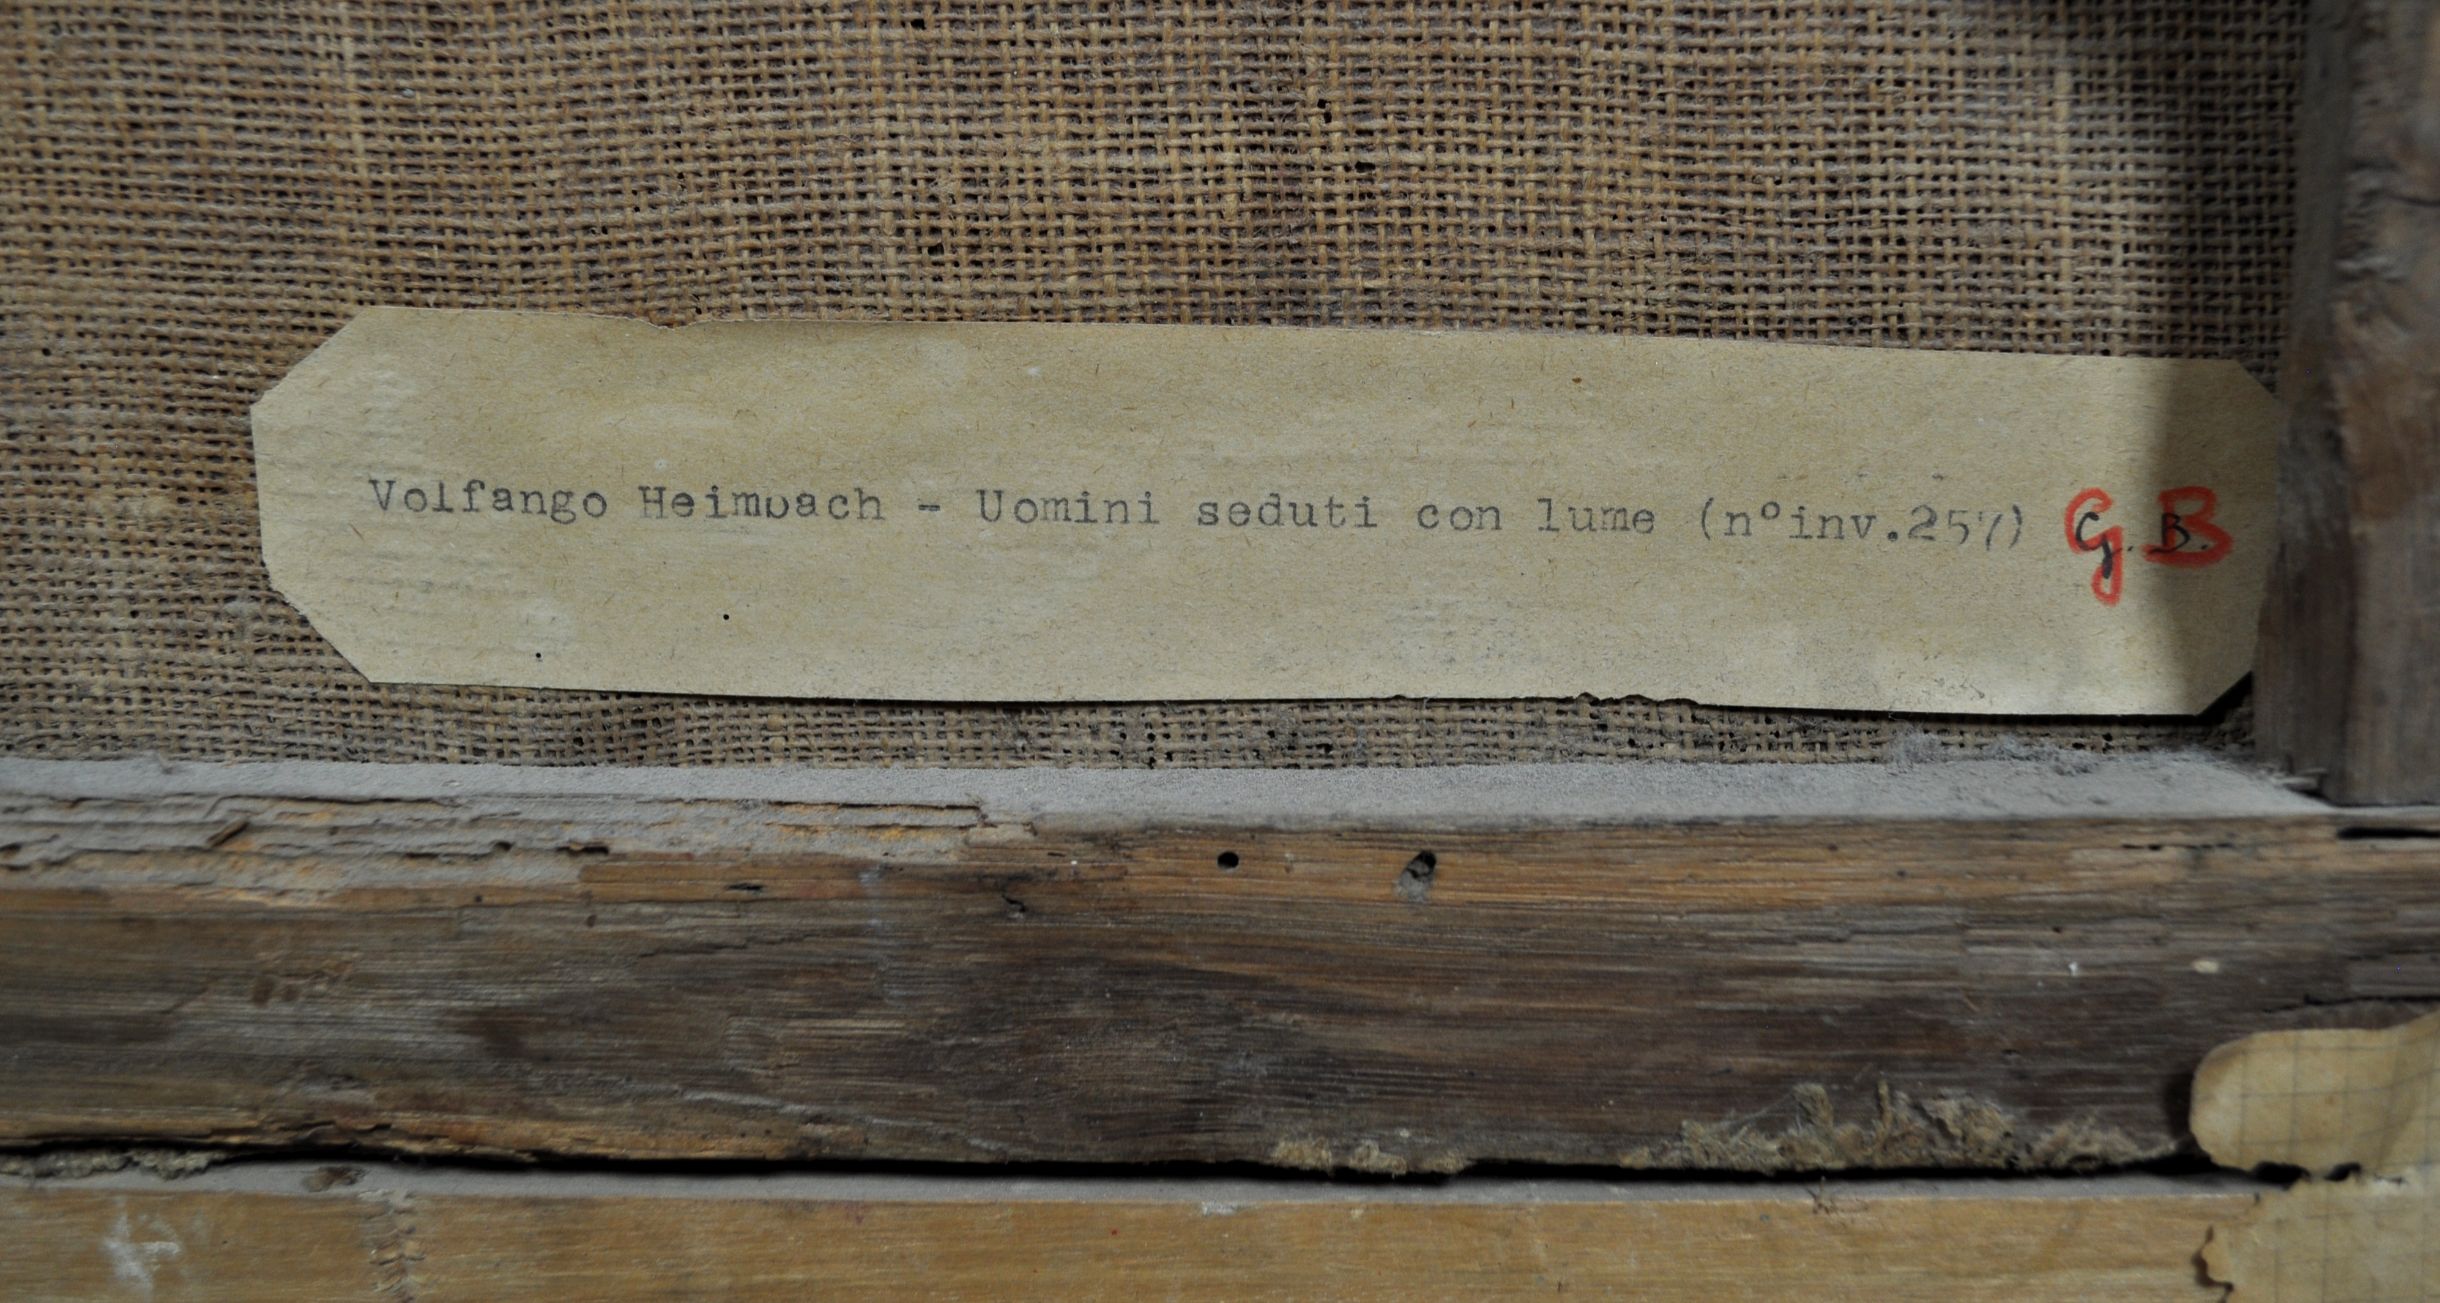 Volfango Heimbach - Uomini seduti con lume (n°inv.257) G.B.